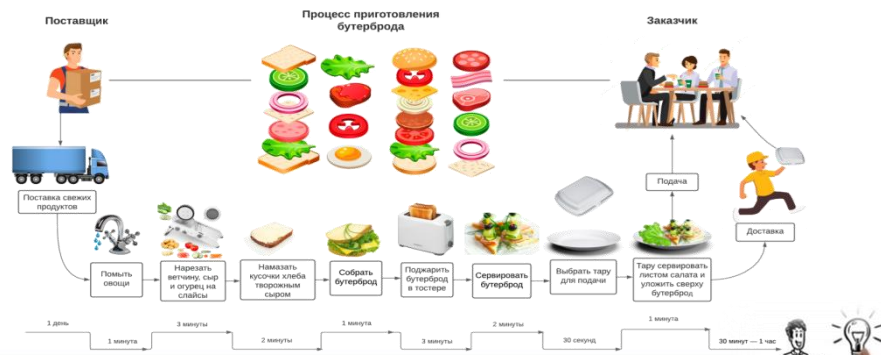 Поставщик
Процесс приготовления
бутерброда
Заказчик
Поставка свежих
продуктов
Подача
Доставка
Помыть
овощи
Нарезать
ветчину, сыр
и огурец на
слайсы
Намазать
кусочки хлеба
творожным
сыром
Собрать
бутерброд
Поджарить
бутерброд
в тостере
Сервировать
бутерброд
Выбрать тару
для подачи
Тару сервировать
листом салата и
уложить сверху
бутерброд
1 день
1 минута
3 минуты
2 минуты
1 минута
3 минуты
2 минуты
30 секунд
1 минута
30 минут — 1 час